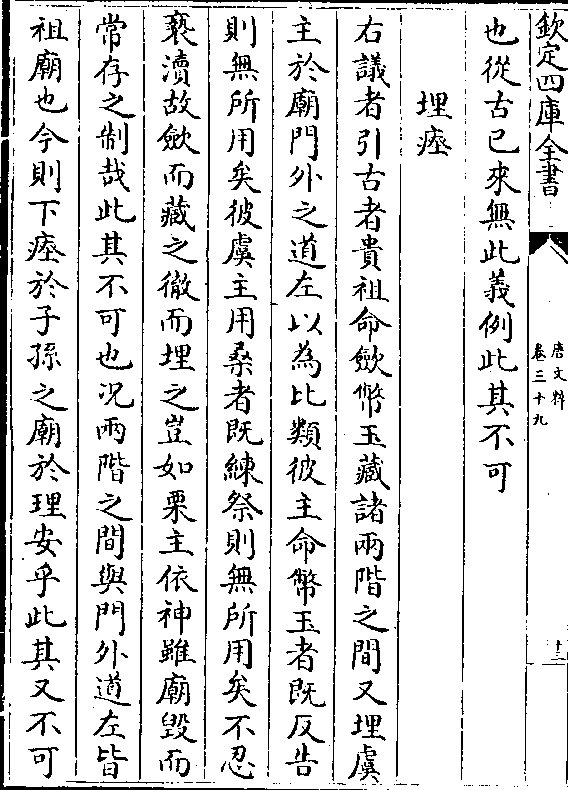 欽定四庫全書
唐文粹
卷三十九
十三
也從古已來無此義例此其不可
埋瘞
右議者引古者貴祖命斂幣玉藏諸兩階之間又埋虞
主於廟門外之道左以為比類彼主命幣玉者既反告
則無所用矣彼虞主用桑者既練祭則無所用矣不忍
褻瀆故斂而藏之徹而埋之豈如栗主依神雖廟毁而
常存之制哉此其不可也况兩階之間與門外道左皆
祖廟也今則下瘞於子孫之廟於理安乎此其又不可